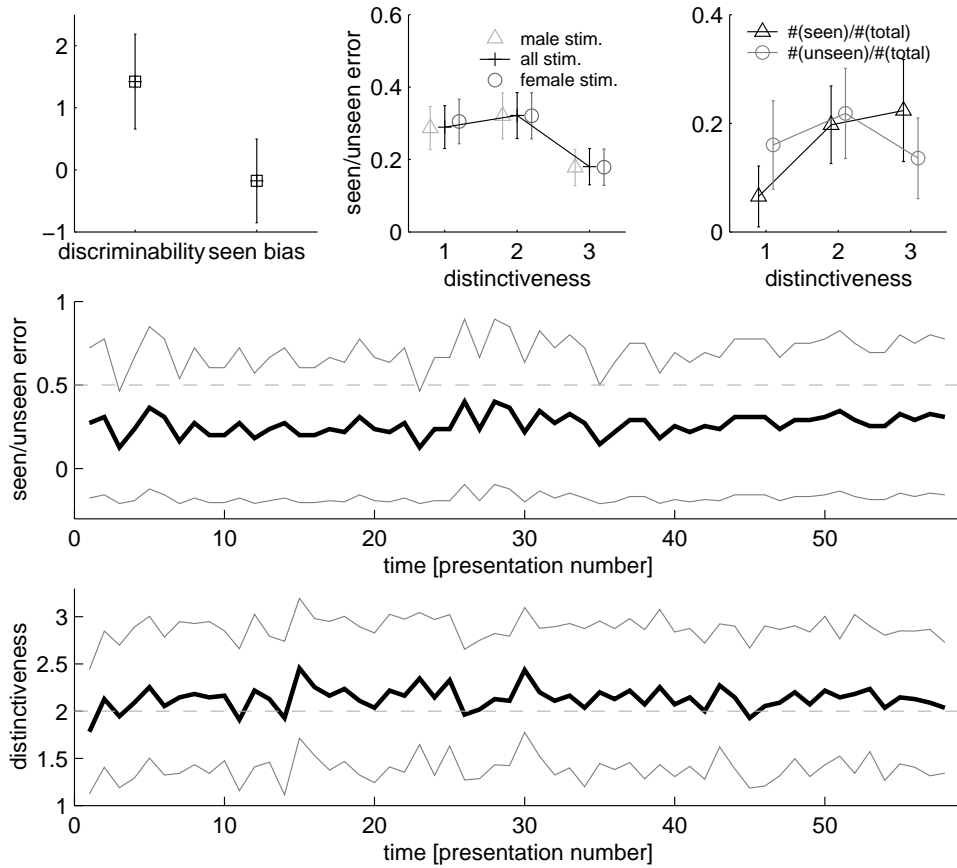 2
1
0
−1
discriminability seen bias
seen/unseen error
0.6
0.4
0.2
0
male stim.
all stim.
female stim.
1 2 3
distinctiveness
0.4
0.2
0
#(seen)/#(total)
#(unseen)/#(total)
1 2 3
distinctiveness
seen/unseen error
1
0.5
0
0 10 20 30 40 50
time [presentation number]
distinctiveness
3
2.5
2
1.5
1
0 10 20 30 40 50
time [presentation number]